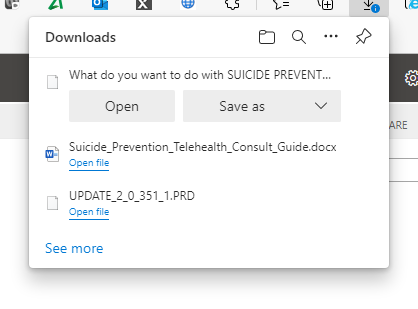 Downloads
What do you want to do with SUICIDE PREVENT...
Open
Save as
Suicide_Prevention_Telehealth_Consult_Guide.docx
Open file
UPDATE_2_0_351_1.PRD
Open file
See more
ARE